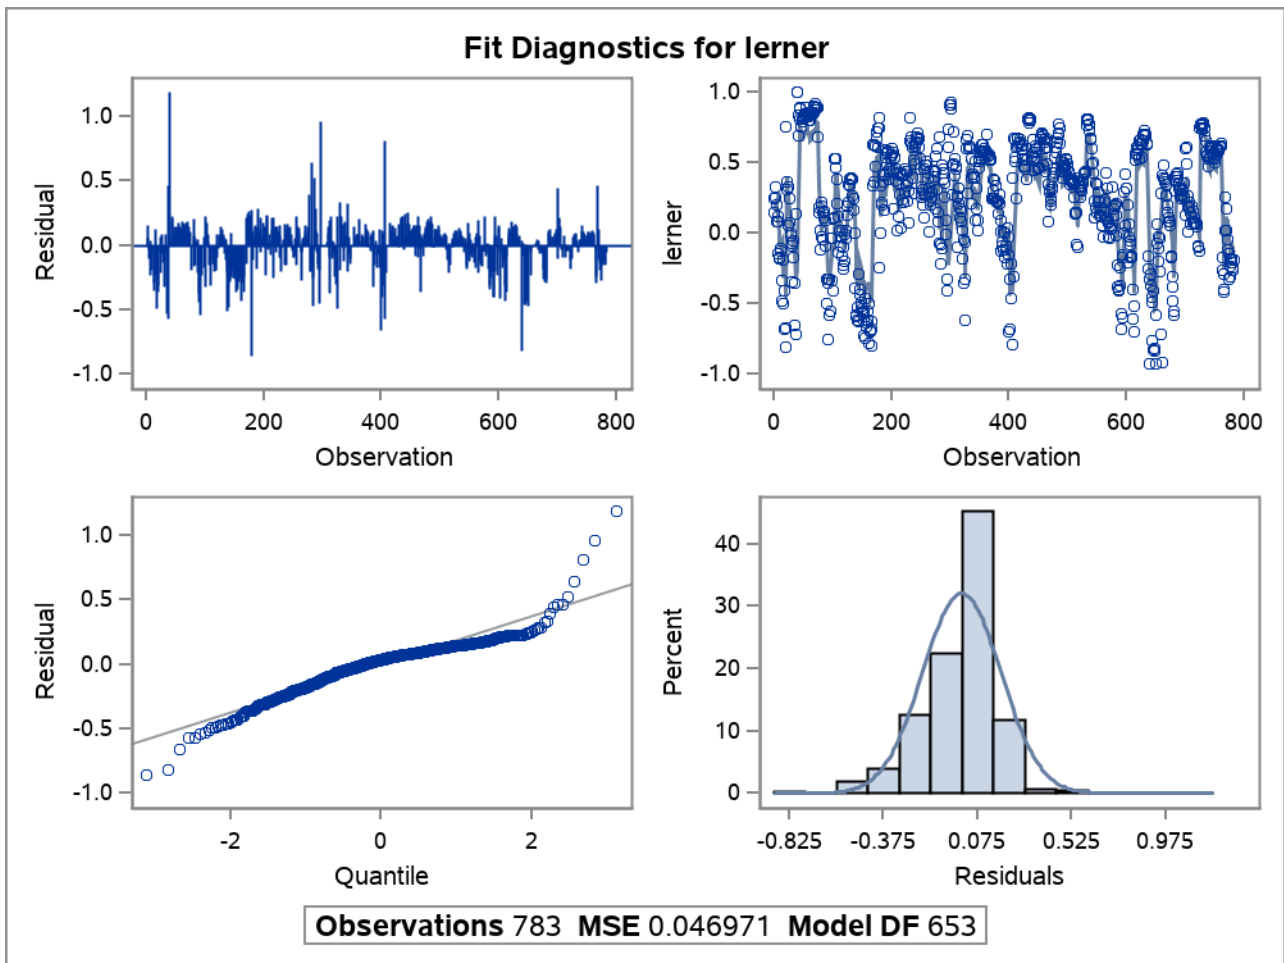 Fit Diagnostics for lerner
Residual
1.0
0.5
0.0
-0.5
-1.0
0 200 400 600 800
Observation
lerner
1.0
0.5
0.0
-0.5
-1.0
0 200 400 600 800
Observation
Residual
1.0
0.5
0.0
-0.5
-1.0
-2 0 2
Quantile
Percent
40
30
20
10
0
-0.825 -0.375 0.075 0.525 0.975
Residuals
Observations 783 MSE 0.046971 Model DF 653